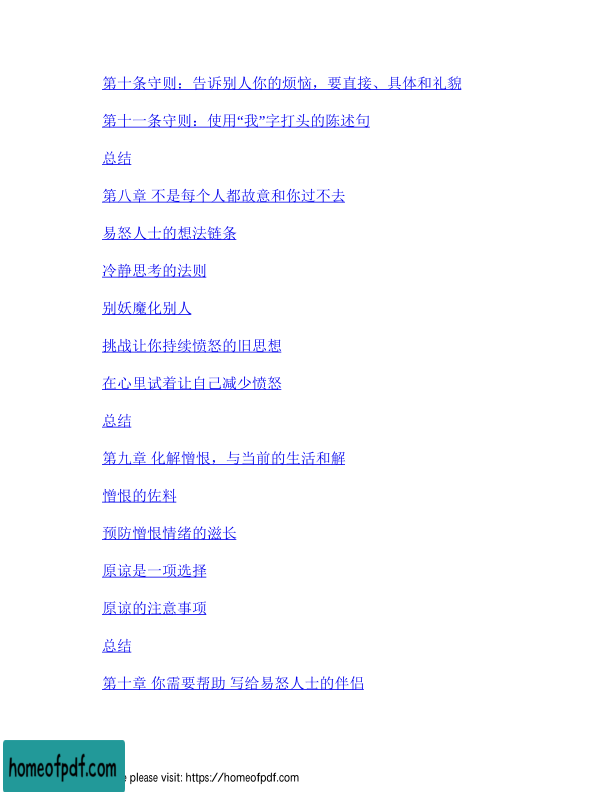 第十条守则：告诉别人你的烦恼，要直接、具体和礼貌
第十一条守则：使用“我”字打头的陈述句
总结
第八章 不是每个人都故意和你过不去
易怒人士的想法链条
冷静思考的法则
别妖魔化别人
挑战让你持续愤怒的旧思想
在心里试着让自己减少愤怒
总结
第九章 化解憎恨，与当前的生活和解
憎恨的佐料
预防憎恨情绪的滋长
原谅是一项选择
原谅的注意事项
总结
第十章 你需要帮助 写给易怒人士的伴侣
homeofpdf.com
e please visit: https://homeofpdf.com